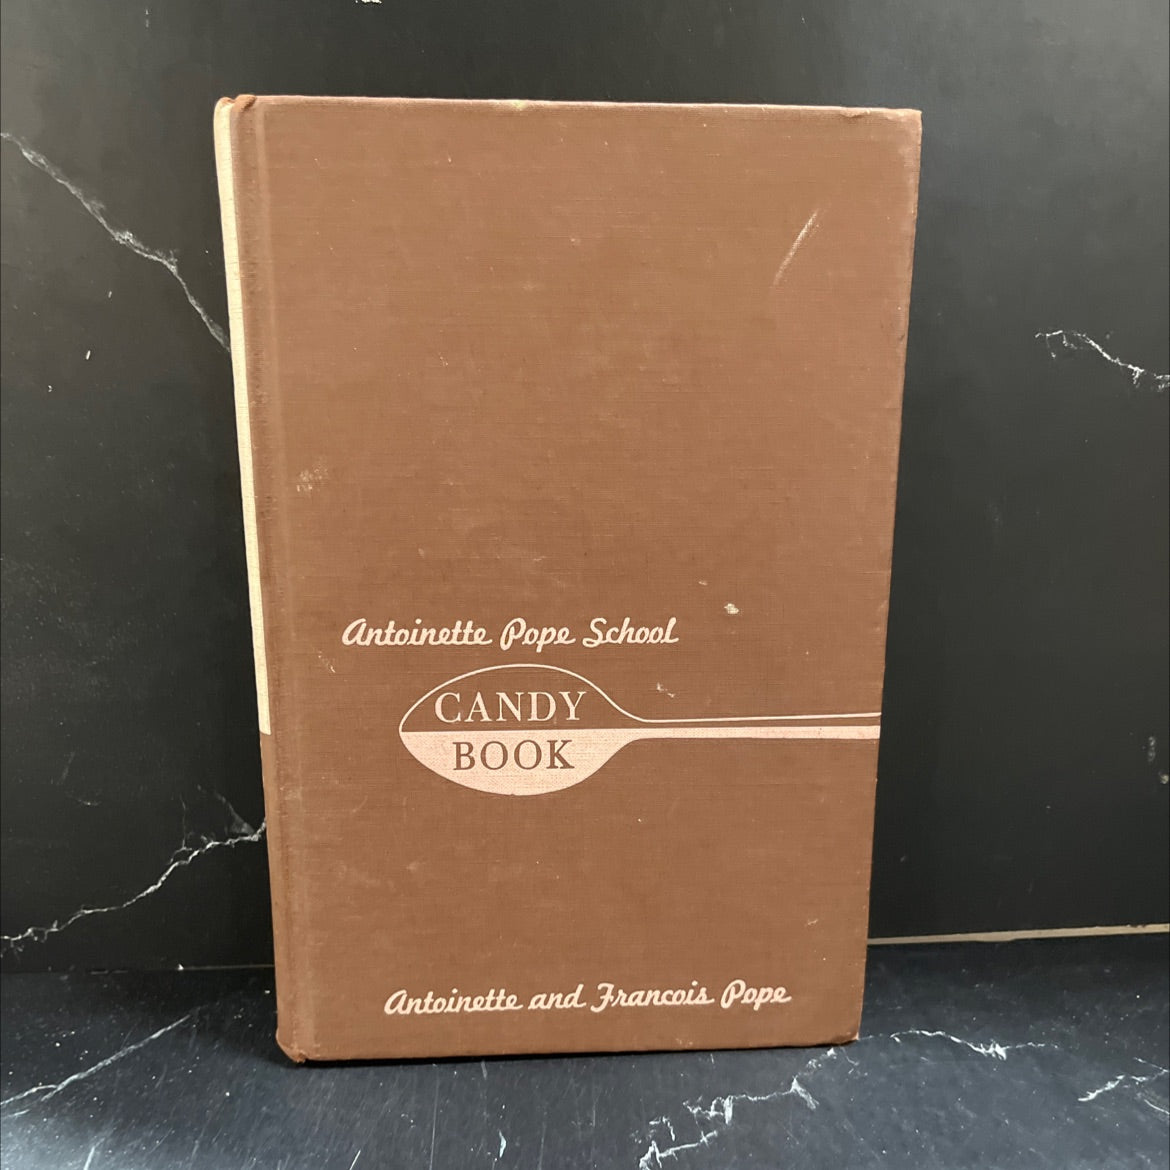 Antoinette Pope School
CANDY
BOOK
Antoinette and Francois Pope